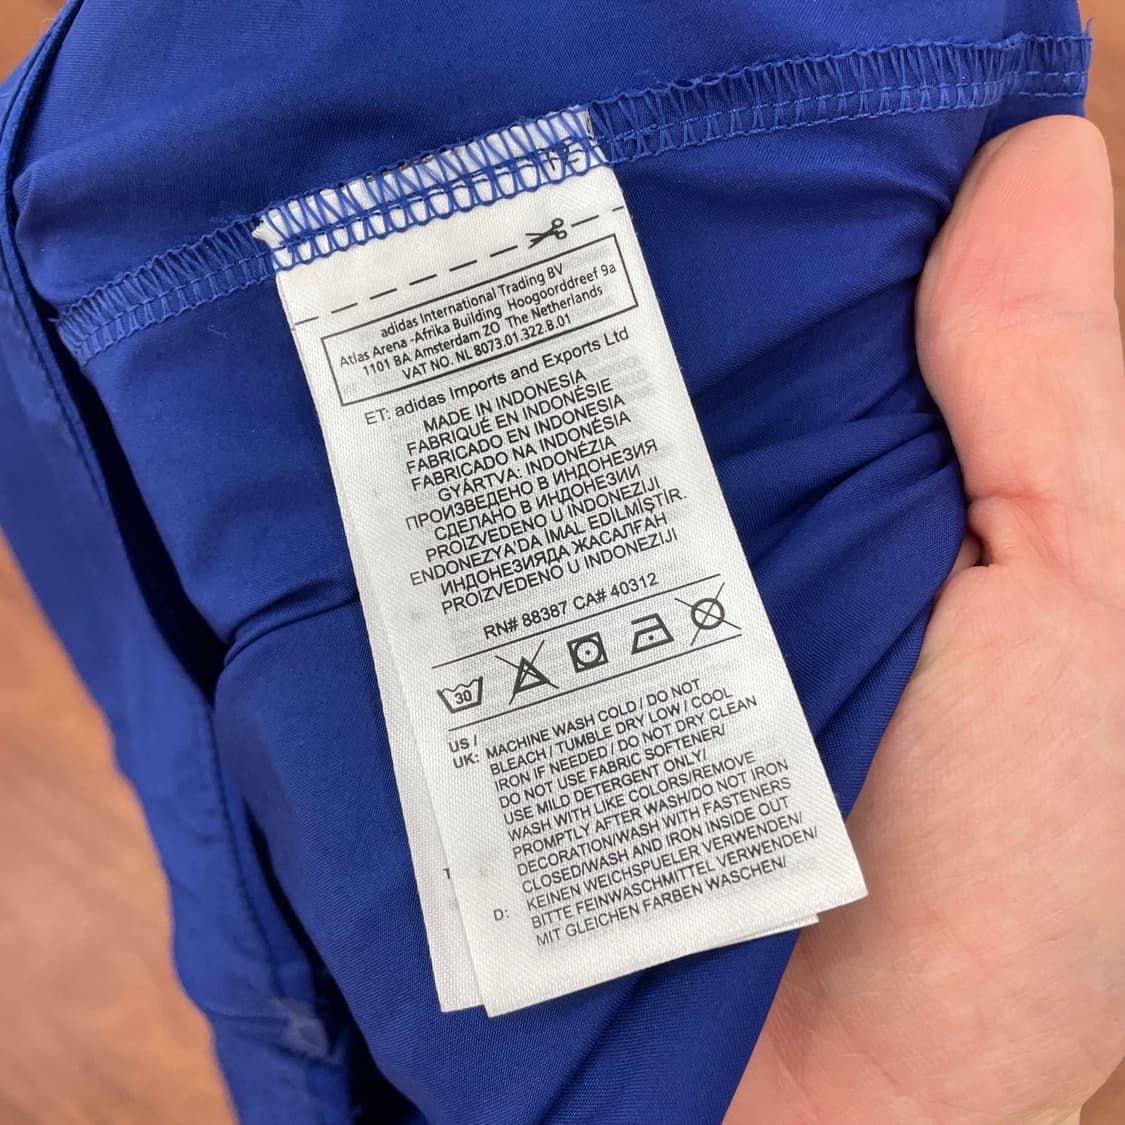 adidas International Trading BV
Atlas Arena -Afrika Building Hoogoorddreef 9a
1101 BA Amsterdam ZO The Netherlands
VAT NO. NL 8073.01.322.B.01
ET: adidas Imports and Exports Ltd
MADE IN INDONESIA
FABRIQUÉ EN INDONÉSIE
FABRICADO EN INDONESIA
FABRICADO NA INDONÉSIA
GYÁRTVA: INDONÉZIA
ПРОИЗВЕДЕНО В ИНДОНЕЗИЯ
СДЕЛАНО В ИНДОНЕЗИИ
PROIZVEDENO U INDONEZIJI
ENDONEZYA'DA İMAL EDİLMİŞTİR.
ИНДОНЕЗИЯДА ЖАСАЛҒАН
PROIZVEDENO U INDONEZIJI
RN# 88387 CA# 40312
30
US / UK: MACHINE WASH COLD / DO NOT
BLEACH / TUMBLE DRY LOW / COOL
IRON IF NEEDED / DO NOT DRY CLEAN
DO NOT USE FABRIC SOFTENER/
USE MILD DETERGENT ONLY/
WASH WITH LIKE COLORS/REMOVE
PROMPTLY AFTER WASH/DO NOT IRON
DECORATION/WASH WITH FASTENERS
CLOSED/WASH AND IRON INSIDE OUT
D: KEINEN WEICHSPUELER VERWENDEN/
BITTE FEINWASCHMITTEL VERWENDEN/
MIT GLEICHEN FARBEN WASCHEN/